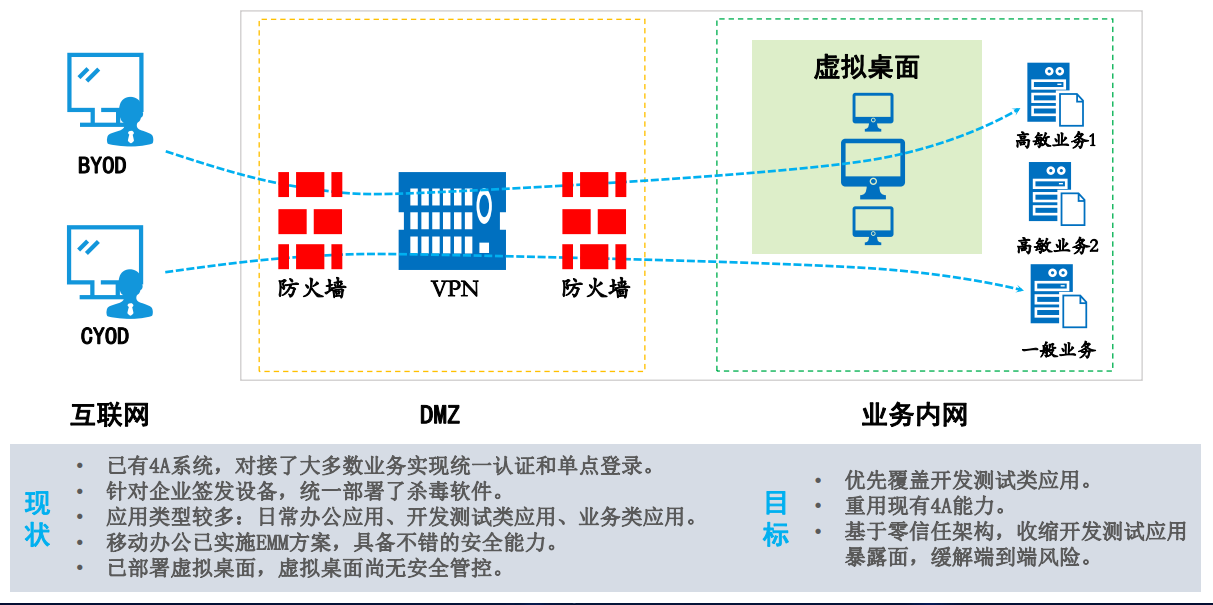 虚拟桌面
BYOD
高敏业务1
高敏业务2
防火墙
VPN
防火墙
CYOD
一般业务
互联网
DMZ
业务内网
现状
• 已有4A系统，对接了大多数业务实现统一认证和单点登录。
• 针对企业签发设备，统一部署了杀毒软件。
• 应用类型较多：日常办公应用、开发测试类应用、业务类应用。
• 移动办公已实施EMM方案，具备不错的安全能力。
• 已部署虚拟桌面，虚拟桌面尚无安全管控。
目标
• 优先覆盖开发测试类应用。
• 重用现有4A能力。
• 基于零信任架构，收缩开发测试应用
暴露面，缓解端到端风险。